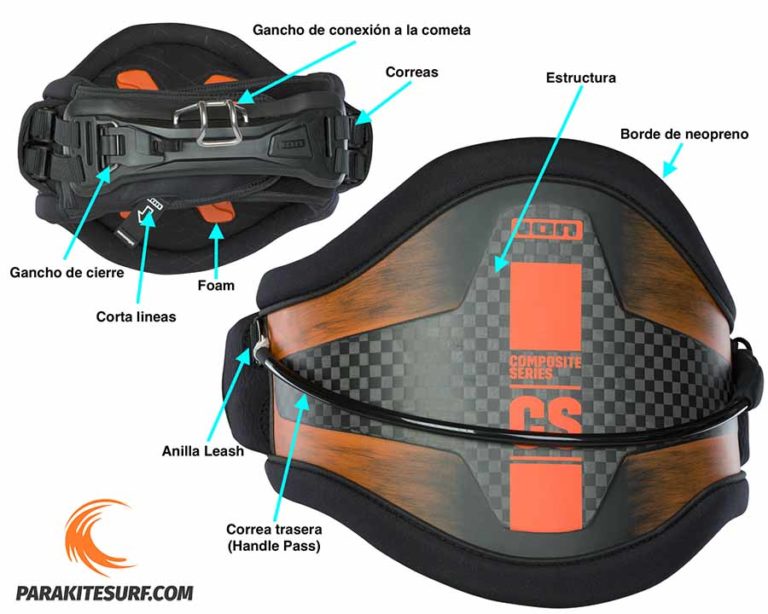 Gancho de conexión a la cometa
Correas
Estructura
Borde de neopreno
Gancho de cierre
Corta lineas
Foam
Anilla Leash
Correa trasera
(Handle Pass)
ION
ION
COMPOSITE
SERIES
CS
PARAKITESURF.COM